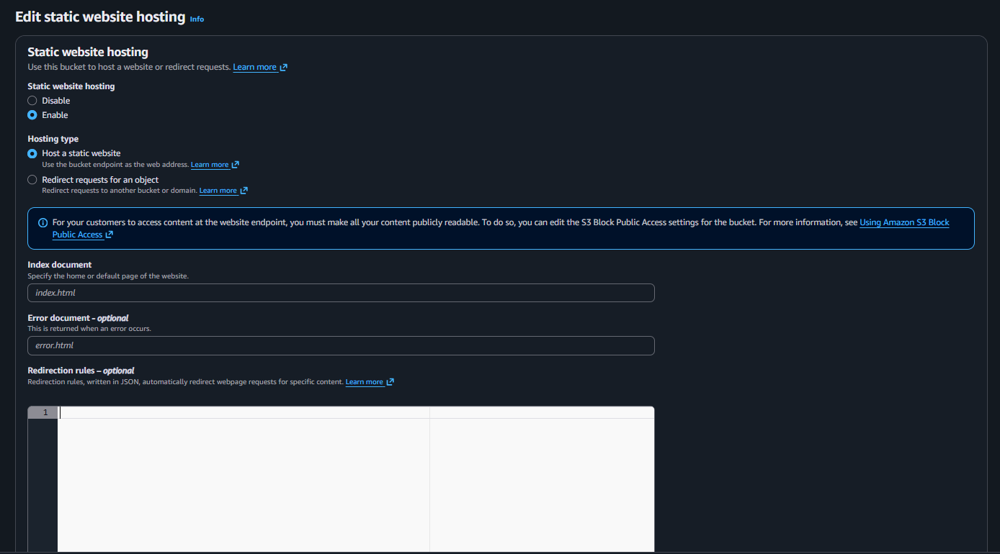 Edit static website hosting Info
Static website hosting
Use this bucket to host a website or redirect requests. Learn more
Static website hosting
Disable
Enable
Hosting type
Host a static website
Use the bucket endpoint as the web address. Learn more
Redirect requests for an object
Redirect requests to another bucket or domain. Learn more
For your customers to access content at the website endpoint, you must make all your content publicly readable. To do so, you can edit the S3 Block Public Access settings for the bucket. For more information, see Using Amazon S3 Block
Public Access
Index document
Specify the home or default page of the website.
index.html
Error document - optional
This is returned when an error occurs.
error.html
Redirection rules – optional
Redirection rules, written in JSON, automatically redirect webpage requests for specific content. Learn more
1